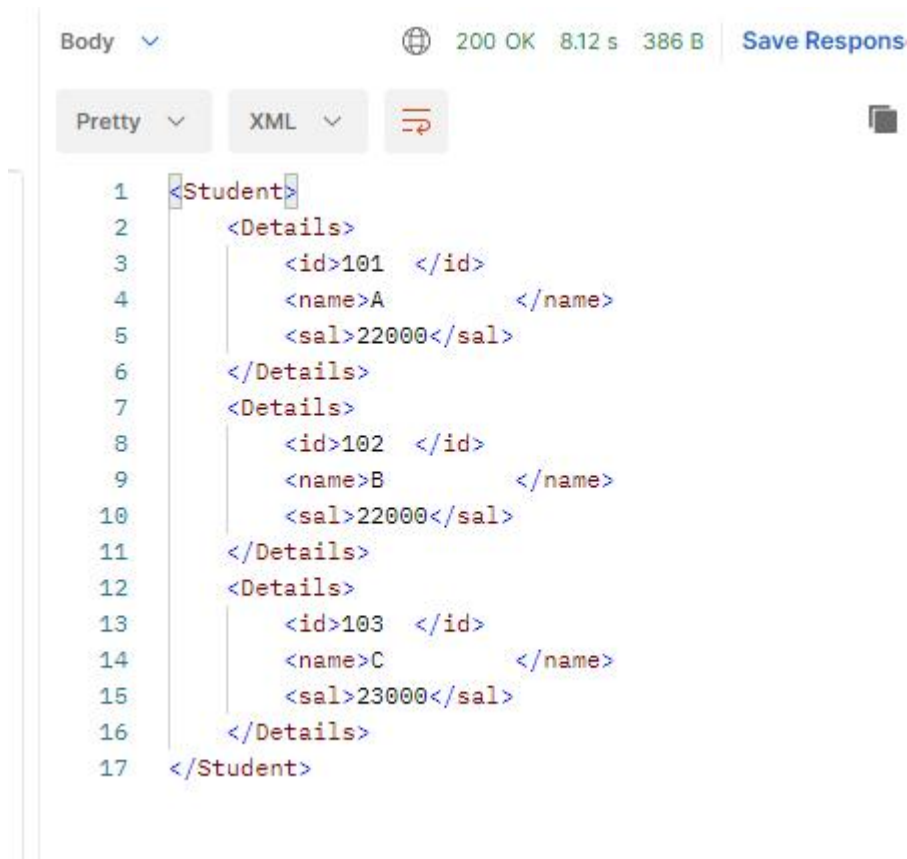 Body 200 OK 8.12 s 386 B Save Respons
Pretty XML
1 <Student>
2 <Details>
3 <id>101  </id>
4 <name>A         </name>
5 <sal>22000</sal>
6 </Details>
7 <Details>
8 <id>102  </id>
9 <name>B         </name>
10 <sal>22000</sal>
11 </Details>
12 <Details>
13 <id>103  </id>
14 <name>C         </name>
15 <sal>23000</sal>
16 </Details>
17 </Student>